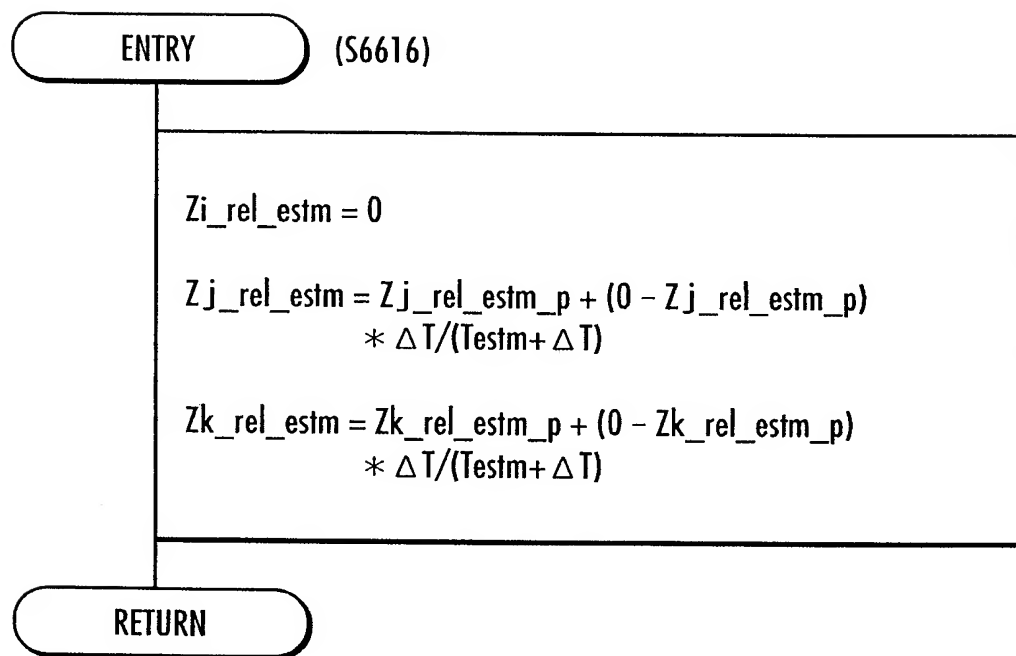 ENTRY (S6616)
Zi_rel_estm = 0
Zj_rel_estm = Zj_rel_estm_p + (0 – Zj_rel_estm_p)
* ΔT/(Testm+ ΔT)
Zk_rel_estm = Zk_rel_estm_p + (0 – Zk_rel_estm_p)
* ΔT/(Testm+ ΔT)
RETURN